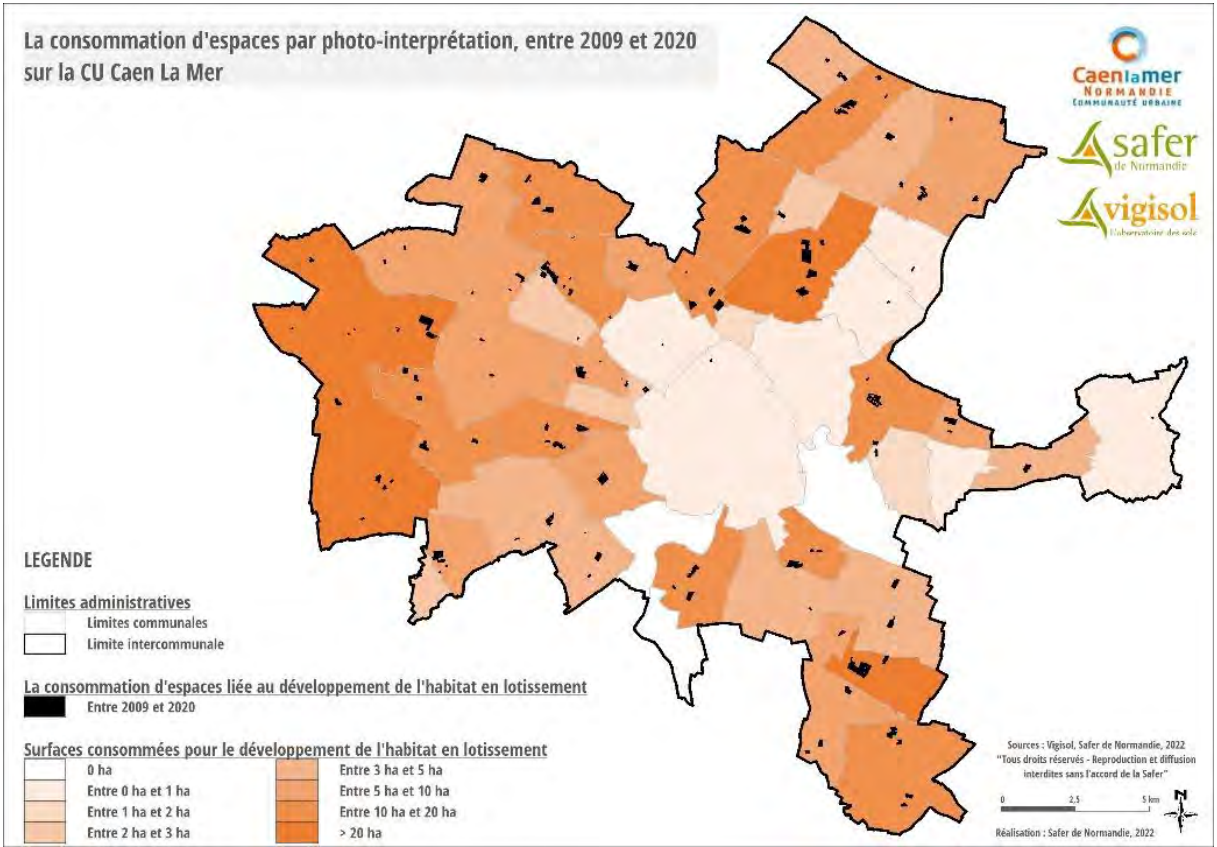 La consommation d'espaces par photo-interprétation, entre 2009 et 2020
sur la CU Caen La Mer
Caenlamer
NORMANDIE
COMMUNAUTÉ URBAINE
safer
de Normandie
vigisol
L'observatoire des sols
LEGENDE
Limites administratives
Limites communales
Limite intercommunale
La consommation d'espaces liée au développement de l'habitat en lotissement
Entre 2009 et 2020
Surfaces consommées pour le développement de l'habitat en lotissement
0 ha
Entre 0 ha et 1 ha
Entre 1 ha et 2 ha
Entre 2 ha et 3 ha
Entre 3 ha et 5 ha
Entre 5 ha et 10 ha
Entre 10 ha et 20 ha
> 20 ha
Sources : Vigisol, Safer de Normandie, 2022
"Tous droits réservés - Reproduction et diffusion
interdites sans l'accord de la Safer"
0 2,5 5 km
N
Réalisation : Safer de Normandie, 2022